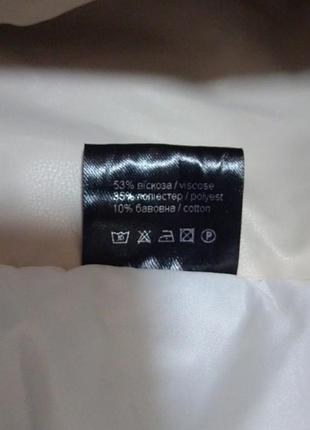 53% віскоза / viscose
35% поліестер / polyest
10% бавовна / cotton